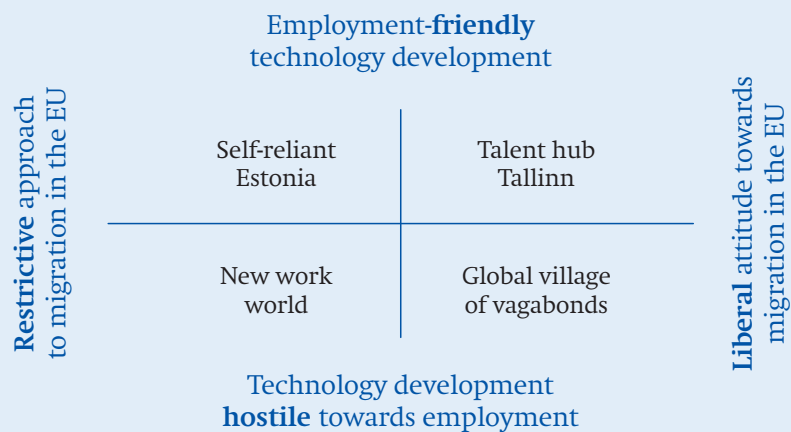 Employment-friendly
technology development
Restrictive approach
to migration in the EU
Self-reliant
Estonia
Talent hub
Tallinn
Liberal attitude towards
migration in the EU
New work
world
Global village
of vagabonds
Technology development
hostile towards employment